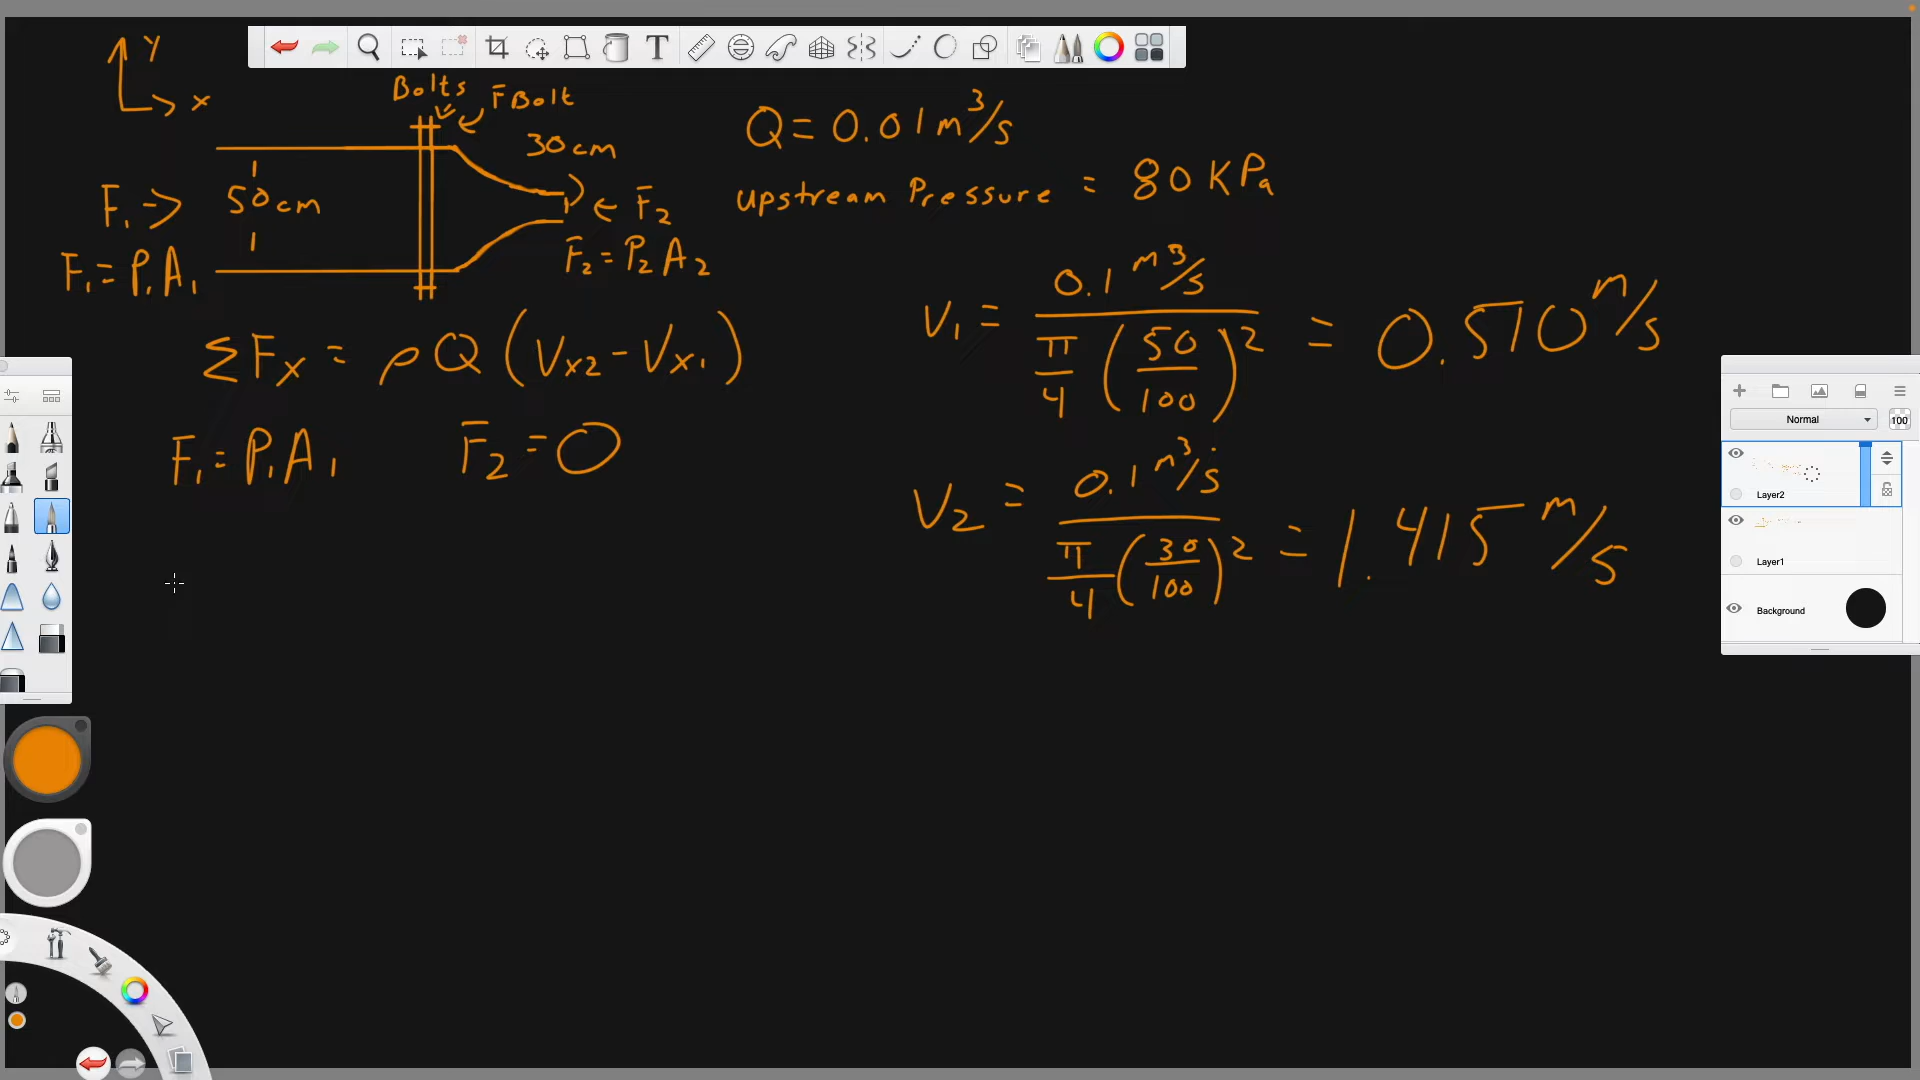 Y
x
Bolts
F Bolt
30cm
50cm
F₁ ->
<- F₂
F₁ = P₁A₁
F₂ = P₂A₂
Q = 0.01 m³/s
upstream Pressure = 80 KPa
ΣFx = ρQ (Vx2 - Vx1)
F₁ = P₁A₁
F₂ = 0
V₁ = 0.1 m³/s / π/4 (50/100)² = 0.510 m/s
V₂ = 0.1 m³/s / π/4 (30/100)² = 1.415 m/s
Normal
100
Layer2
Layer1
Background